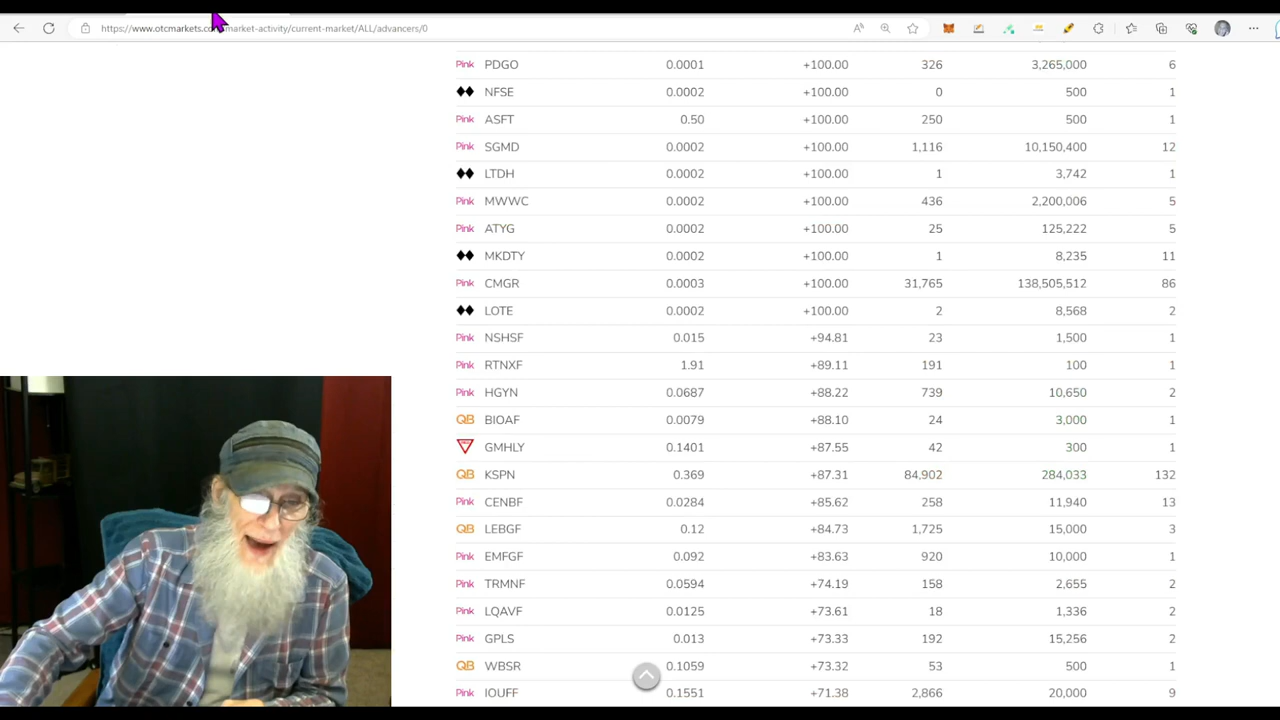 https://www.otcmarkets.com/market-activity/current-market/ALL/advancers/0
Pink PDGO 0.0001 +100.00 326 3,265,000 6
NFSE 0.0002 +100.00 0 500 1
Pink ASFT 0.50 +100.00 250 500 1
Pink SGMD 0.0002 +100.00 1,116 10,150,400 12
LTDH 0.0002 +100.00 1 3,742 1
Pink MWWC 0.0002 +100.00 436 2,200,006 5
Pink ATYG 0.0002 +100.00 25 125,222 5
MKDTY 0.0002 +100.00 1 8,235 11
Pink CMGR 0.0003 +100.00 31,765 138,505,512 86
LOTE 0.0002 +100.00 2 8,568 2
Pink NSHSF 0.015 +94.81 23 1,500 1
Pink RTNXF 1.91 +89.11 191 100 1
Pink HGYN 0.0687 +88.22 739 10,650 2
QB BIOAF 0.0079 +88.10 24 3,000 1
GMHLY 0.1401 +87.55 42 300 1
QB KSPN 0.369 +87.31 84,902 284,033 132
Pink CENBF 0.0284 +85.62 258 11,940 13
QB LEBGF 0.12 +84.73 1,725 15,000 3
Pink EMFGF 0.092 +83.63 920 10,000 1
Pink TRMNF 0.0594 +74.19 158 2,655 2
Pink LQAVF 0.0125 +73.61 18 1,336 2
Pink GPLS 0.013 +73.33 192 15,256 2
QB WBSR 0.1059 +73.32 53 500 1
Pink IOUFF 0.1551 +71.38 2,866 20,000 9